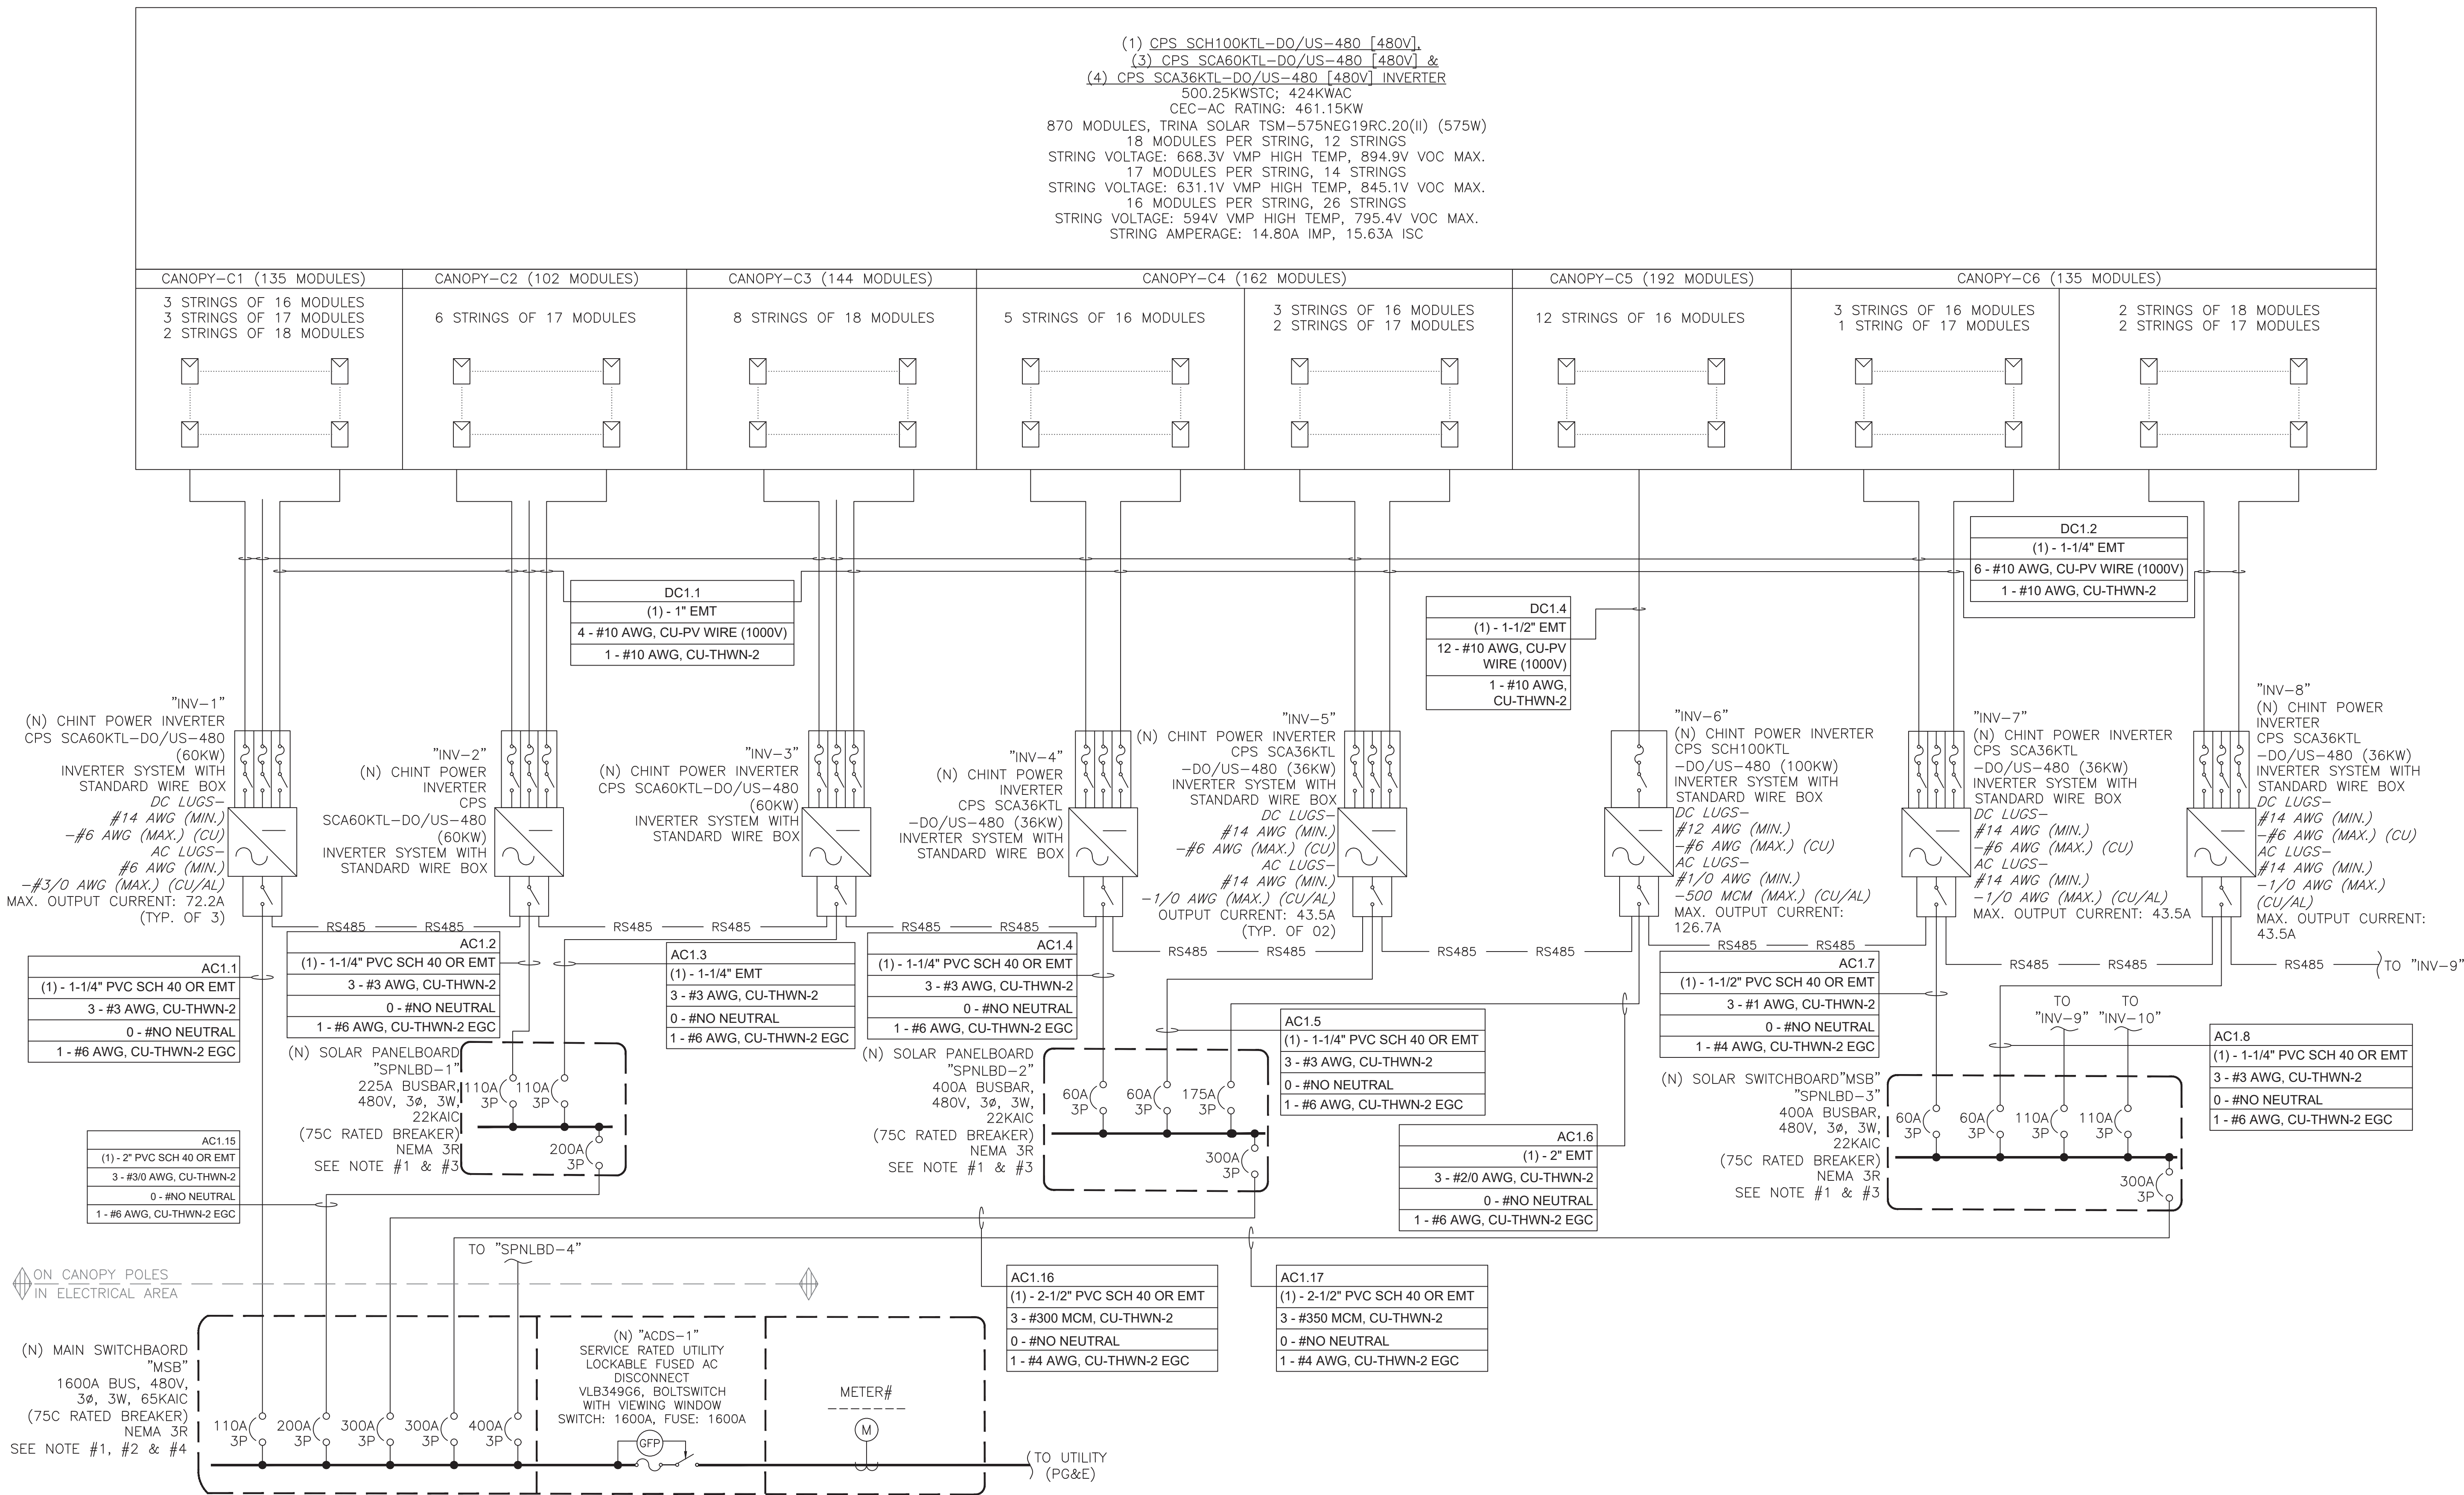 (1) CPS SCH100KTL-DO/US-480 [480V],
(3) CPS SCA60KTL-DO/US-480 [480V] &
(4) CPS SCA36KTL-DO/US-480 [480V] INVERTER
500.25KWSTC; 424KWAC
CEC-AC RATING: 461.15KW
870 MODULES, TRINA SOLAR TSM-575NEG19RC.20(II) (575W)
18 MODULES PER STRING, 12 STRINGS
STRING VOLTAGE: 668.3V VMP HIGH TEMP, 894.9V VOC MAX.
17 MODULES PER STRING, 14 STRINGS
STRING VOLTAGE: 631.1V VMP HIGH TEMP, 845.1V VOC MAX.
16 MODULES PER STRING, 26 STRINGS
STRING VOLTAGE: 594V VMP HIGH TEMP, 795.4V VOC MAX.
STRING AMPERAGE: 14.80A IMP, 15.63A ISC
CANOPY-C1 (135 MODULES)
3 STRINGS OF 16 MODULES
3 STRINGS OF 17 MODULES
2 STRINGS OF 18 MODULES
CANOPY-C2 (102 MODULES)
6 STRINGS OF 17 MODULES
CANOPY-C3 (144 MODULES)
8 STRINGS OF 18 MODULES
CANOPY-C4 (162 MODULES)
5 STRINGS OF 16 MODULES
3 STRINGS OF 16 MODULES
2 STRINGS OF 17 MODULES
CANOPY-C5 (192 MODULES)
12 STRINGS OF 16 MODULES
CANOPY-C6 (135 MODULES)
3 STRINGS OF 16 MODULES
1 STRING OF 17 MODULES
2 STRINGS OF 18 MODULES
2 STRINGS OF 17 MODULES
DC1.1
(1) - 1" EMT
4 - #10 AWG, CU-PV WIRE (1000V)
1 - #10 AWG, CU-THWN-2
DC1.4
(1) - 1-1/2" EMT
12 - #10 AWG, CU-PV
WIRE (1000V)
1 - #10 AWG,
CU-THWN-2
DC1.2
(1) - 1-1/4" EMT
6 - #10 AWG, CU-PV WIRE (1000V)
1 - #10 AWG, CU-THWN-2
"INV-1"
(N) CHINT POWER INVERTER
CPS SCA60KTL-DO/US-480
(60KW)
INVERTER SYSTEM WITH
STANDARD WIRE BOX
DC LUGS-
#14 AWG (MIN.)
-#6 AWG (MAX.) (CU)
AC LUGS-
#6 AWG (MIN.)
-#3/0 AWG (MAX.) (CU/AL)
MAX. OUTPUT CURRENT: 72.2A
(TYP. OF 3)
"INV-2"
(N) CHINT POWER
INVERTER
CPS
SCA60KTL-DO/US-480
(60KW)
INVERTER SYSTEM WITH
STANDARD WIRE BOX
"INV-3"
(N) CHINT POWER INVERTER
CPS SCA60KTL-DO/US-480
(60KW)
INVERTER SYSTEM WITH
STANDARD WIRE BOX
"INV-4"
(N) CHINT POWER
INVERTER
CPS SCA36KTL
-DO/US-480 (36KW)
INVERTER SYSTEM WITH
STANDARD WIRE BOX
"INV-5"
(N) CHINT POWER INVERTER
CPS SCA36KTL
-DO/US-480 (36KW)
INVERTER SYSTEM WITH
STANDARD WIRE BOX
DC LUGS-
#14 AWG (MIN.)
-#6 AWG (MAX.) (CU)
AC LUGS-
#14 AWG (MIN.)
-1/0 AWG (MAX.) (CU/AL)
OUTPUT CURRENT: 43.5A
(TYP. OF 02)
"INV-6"
(N) CHINT POWER INVERTER
CPS SCH100KTL
-DO/US-480 (100KW)
INVERTER SYSTEM WITH
STANDARD WIRE BOX
DC LUGS-
#12 AWG (MIN.)
-#6 AWG (MAX.) (CU)
AC LUGS-
#1/0 AWG (MIN.)
-500 MCM (MAX.) (CU/AL)
MAX. OUTPUT CURRENT:
126.7A
"INV-7"
(N) CHINT POWER INVERTER
CPS SCA36KTL
-DO/US-480 (36KW)
INVERTER SYSTEM WITH
STANDARD WIRE BOX
DC LUGS-
#14 AWG (MIN.)
-#6 AWG (MAX.) (CU)
AC LUGS-
#14 AWG (MIN.)
-1/0 AWG (MAX.) (CU/AL)
MAX. OUTPUT CURRENT: 43.5A
"INV-8"
(N) CHINT POWER
INVERTER
CPS SCA36KTL
-DO/US-480 (36KW)
INVERTER SYSTEM WITH
STANDARD WIRE BOX
DC LUGS-
#14 AWG (MIN.)
-#6 AWG (MAX.) (CU)
AC LUGS-
#14 AWG (MIN.)
-1/0 AWG (MAX.)
(CU/AL)
MAX. OUTPUT CURRENT:
43.5A
RS485 RS485 RS485 RS485 RS485 RS485
RS485 RS485 RS485 RS485
RS485 RS485
RS485 RS485 RS485 TO "INV-9"
AC1.1
(1) - 1-1/4" PVC SCH 40 OR EMT
3 - #3 AWG, CU-THWN-2
0 - #NO NEUTRAL
1 - #6 AWG, CU-THWN-2 EGC
AC1.2
(1) - 1-1/4" PVC SCH 40 OR EMT
3 - #3 AWG, CU-THWN-2
0 - #NO NEUTRAL
1 - #6 AWG, CU-THWN-2 EGC
AC1.3
(1) - 1-1/4" EMT
3 - #3 AWG, CU-THWN-2
0 - #NO NEUTRAL
1 - #6 AWG, CU-THWN-2 EGC
AC1.4
(1) - 1-1/4" PVC SCH 40 OR EMT
3 - #3 AWG, CU-THWN-2
0 - #NO NEUTRAL
1 - #6 AWG, CU-THWN-2 EGC
AC1.5
(1) - 1-1/4" PVC SCH 40 OR EMT
3 - #3 AWG, CU-THWN-2
0 - #NO NEUTRAL
1 - #6 AWG, CU-THWN-2 EGC
AC1.7
(1) - 1-1/2" PVC SCH 40 OR EMT
3 - #1 AWG, CU-THWN-2
0 - #NO NEUTRAL
1 - #4 AWG, CU-THWN-2 EGC
TO
"INV-9"
TO
"INV-10"
AC1.8
(1) - 1-1/4" PVC SCH 40 OR EMT
3 - #3 AWG, CU-THWN-2
0 - #NO NEUTRAL
1 - #6 AWG, CU-THWN-2 EGC
(N) SOLAR PANELBOARD
"SPNLBD-1"
225A BUSBAR,
480V, 3ø, 3W,
22KAIC
(75C RATED BREAKER)
NEMA 3R
SEE NOTE #1 & #3
110A
3P
110A
3P
200A
3P
(N) SOLAR PANELBOARD
"SPNLBD-2"
400A BUSBAR,
480V, 3ø, 3W,
22KAIC
(75C RATED BREAKER)
NEMA 3R
SEE NOTE #1 & #3
60A
3P
60A
3P
175A
3P
300A
3P
(N) SOLAR SWITCHBOARD"MSB"
"SPNLBD-3"
400A BUSBAR,
480V, 3ø, 3W,
22KAIC
(75C RATED BREAKER)
NEMA 3R
SEE NOTE #1 & #3
60A
3P
60A
3P
110A
3P
110A
3P
300A
3P
AC1.15
(1) - 2" PVC SCH 40 OR EMT
3 - #3/0 AWG, CU-THWN-2
0 - #NO NEUTRAL
1 - #6 AWG, CU-THWN-2 EGC
AC1.6
(1) - 2" EMT
3 - #2/0 AWG, CU-THWN-2
0 - #NO NEUTRAL
1 - #6 AWG, CU-THWN-2 EGC
TO "SPNLBD-4"
ON CANOPY POLES
IN ELECTRICAL AREA
AC1.16
(1) - 2-1/2" PVC SCH 40 OR EMT
3 - #300 MCM, CU-THWN-2
0 - #NO NEUTRAL
1 - #4 AWG, CU-THWN-2 EGC
AC1.17
(1) - 2-1/2" PVC SCH 40 OR EMT
3 - #350 MCM, CU-THWN-2
0 - #NO NEUTRAL
1 - #4 AWG, CU-THWN-2 EGC
(N) MAIN SWITCHBAORD
"MSB"
1600A BUS, 480V,
3ø, 3W, 65KAIC
(75C RATED BREAKER)
NEMA 3R
SEE NOTE #1, #2 & #4
110A
3P
200A
3P
300A
3P
300A
3P
400A
3P
(N) "ACDS-1"
SERVICE RATED UTILITY
LOCKABLE FUSED AC
DISCONNECT
VLB349G6, BOLTSWITCH
WITH VIEWING WINDOW
SWITCH: 1600A, FUSE: 1600A
GFP
METER#
M
TO UTILITY
(PG&E)